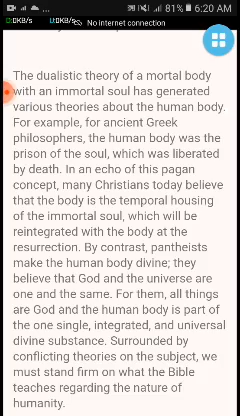 0:0KB/s U:0KB/s No internet connection 81% 6:20 AM
The dualistic theory of a mortal body
with an immortal soul has generated
various theories about the human body.
For example, for ancient Greek
philosophers, the human body was the
prison of the soul, which was liberated
by death. In an echo of this pagan
concept, many Christians today believe
that the body is the temporal housing
of the immortal soul, which will be
reintegrated with the body at the
resurrection. By contrast, pantheists
make the human body divine; they
believe that God and the universe are
one and the same. For them, all things
are God and the human body is part of
the one single, integrated, and universal
divine substance. Surrounded by
conflicting theories on the subject, we
must stand firm on what the Bible
teaches regarding the nature of
humanity.